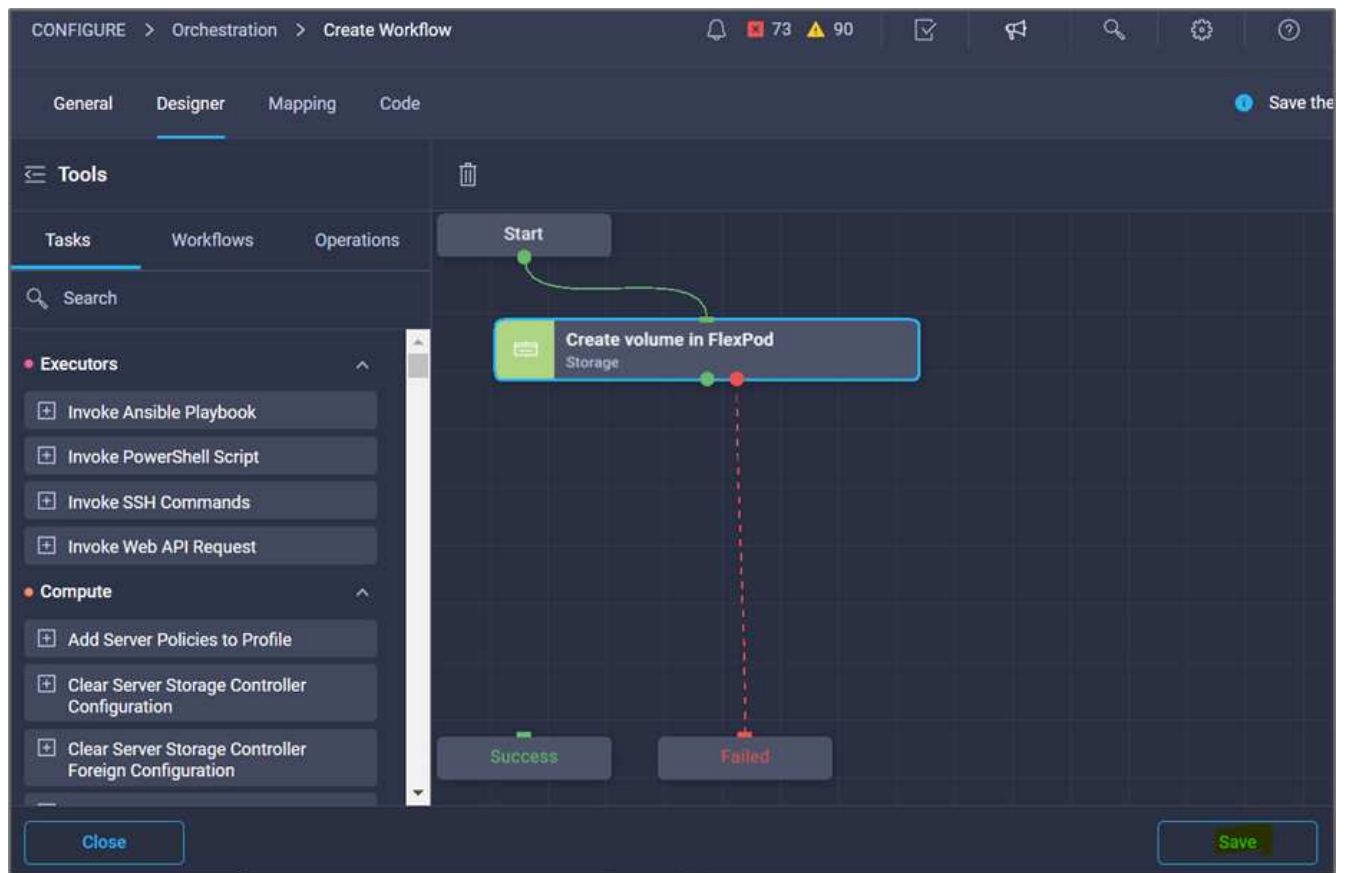 CONFIGURE > Orchestration > Create Workflow 73 90
General Designer Mapping Code Save the
Tools
Tasks Workflows Operations
Search
Executors
Invoke Ansible Playbook
Invoke PowerShell Script
Invoke SSH Commands
Invoke Web API Request
Compute
Add Server Policies to Profile
Clear Server Storage Controller
Configuration
Clear Server Storage Controller
Foreign Configuration
Start
Create volume in FlexPod
Storage
Success Failed
Close Save